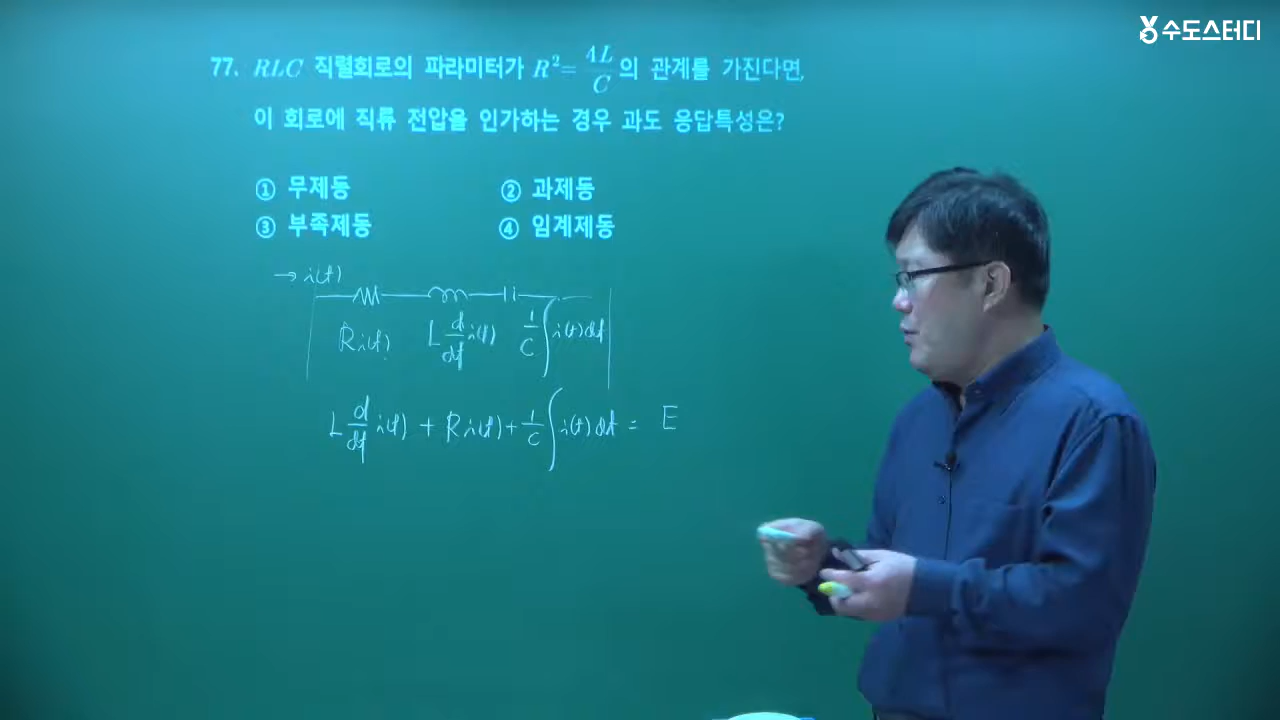 수도스터디
77. RLC 직렬회로의 파라미터가 R²= 4L/C 의 관계를 가진다면,
이 회로에 직류 전압을 인가하는 경우 과도 응답특성은?
① 무제동 ② 과제동
③ 부족제동 ④ 임계제동
→ i(t)
Ri(t) L d/dt i(t) 1/C ∫ i(t) dt
L d/dt i(t) + Ri(t) + 1/C ∫ i(t) dt = E